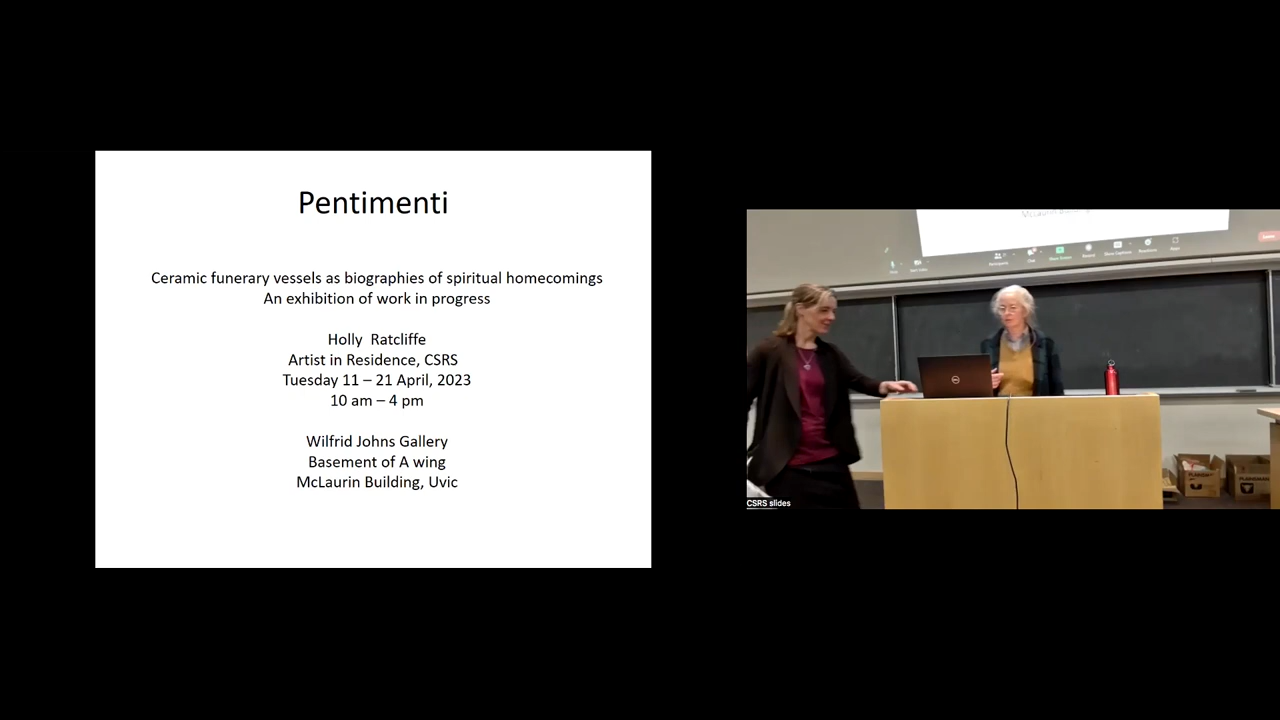 Pentimenti
Ceramic funerary vessels as biographies of spiritual homecomings
An exhibition of work in progress
Holly Ratcliffe
Artist in Residence, CSRS
Tuesday 11 – 21 April, 2023
10 am – 4 pm
Wilfrid Johns Gallery
Basement of A wing
McLaurin Building, Uvic
CSRS slides